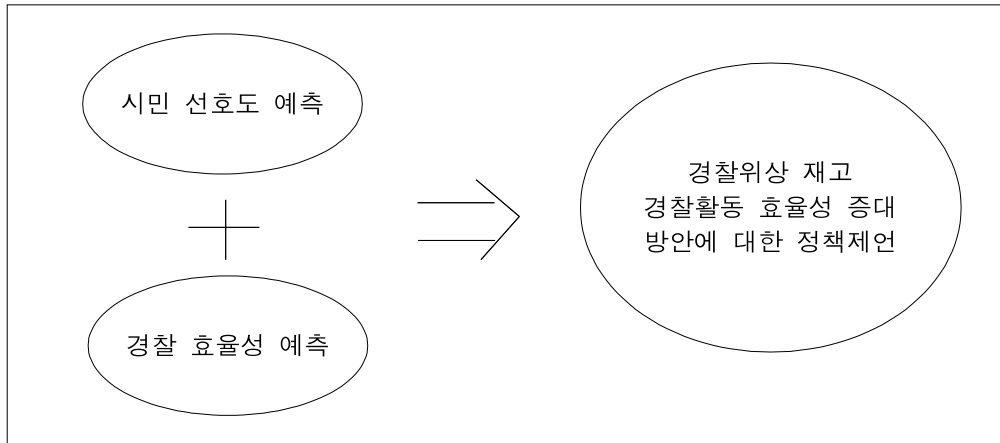 시민 선호도 예측
경찰 효율성 예측
경찰위상 재고
경찰활동 효율성 증대
방안에 대한 정책제언